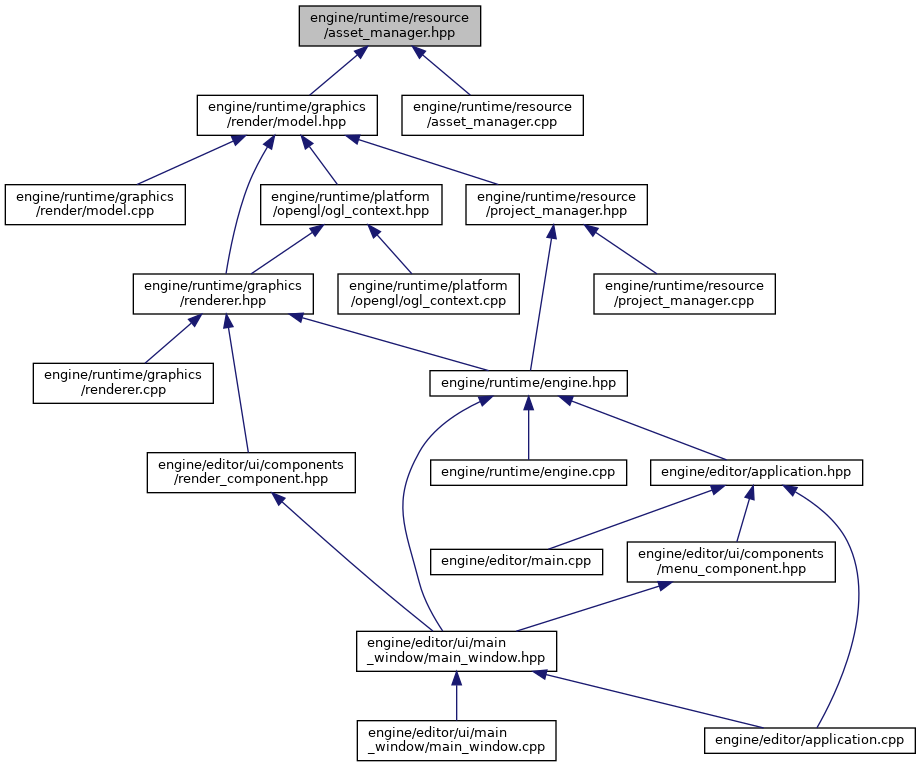 engine/runtime/resource
/asset_manager.hpp
engine/runtime/graphics
/render/model.hpp
engine/runtime/resource
/asset_manager.cpp
engine/runtime/graphics
/render/model.cpp
engine/runtime/platform
/opengl/ogl_context.hpp
engine/runtime/resource
/project_manager.hpp
engine/runtime/graphics
/renderer.hpp
engine/runtime/platform
/opengl/ogl_context.cpp
engine/runtime/resource
/project_manager.cpp
engine/runtime/graphics
/renderer.cpp
engine/runtime/engine.hpp
engine/editor/ui/components
/render_component.hpp
engine/runtime/engine.cpp
engine/editor/application.hpp
engine/editor/main.cpp
engine/editor/ui/components
/menu_component.hpp
engine/editor/ui/main
_window/main_window.hpp
engine/editor/ui/main
_window/main_window.cpp
engine/editor/application.cpp